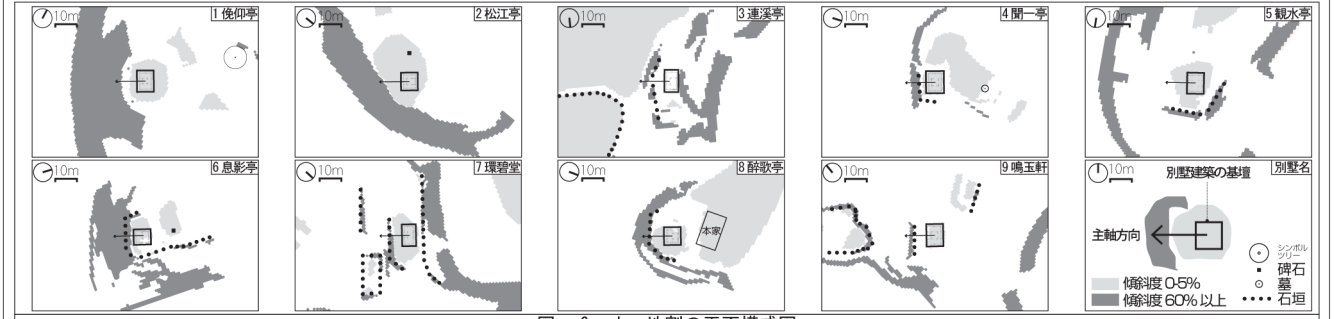 10m 1 俛仰亭
10m 2 松江亭
10m 3 連溪亭
10m 4 聞一亭
10m 5 観水亭
10m 6 息影亭
10m 7 環碧堂
10m 8 酔歌亭
本家
10m 9 鳴玉軒
10m 別墅名
別墅建築の基壇
主軸方向
シンボル
ツリー
碑石
墓
石垣
傾斜度 0-5%
傾斜度 60% 以上